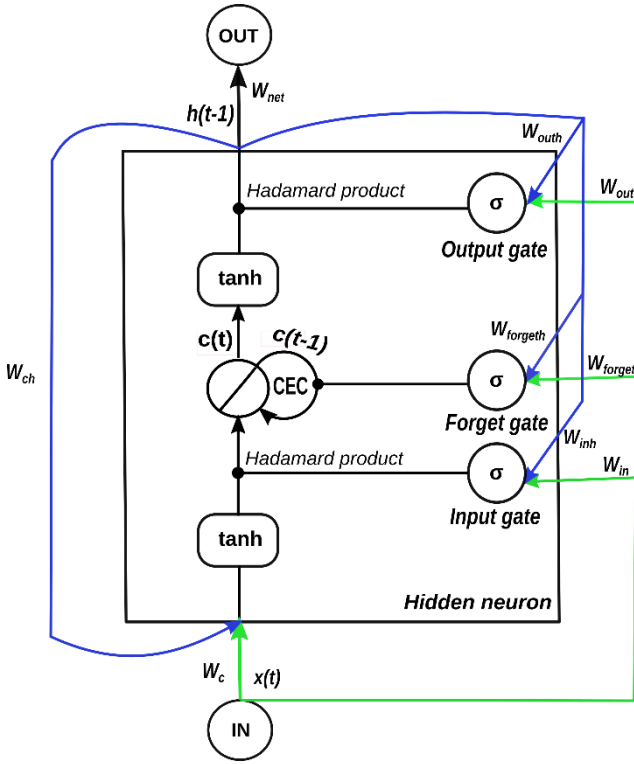 OUT
W_net
h(t-1)
W_outh
W_out
Hadamard product
σ
Output gate
tanh
c(t)
c(t-1)
W_forgeth
W_forget
W_ch
CEC
σ
Forget gate
W_inh
Hadamard product
W_in
σ
Input gate
tanh
Hidden neuron
W_c
x(t)
IN